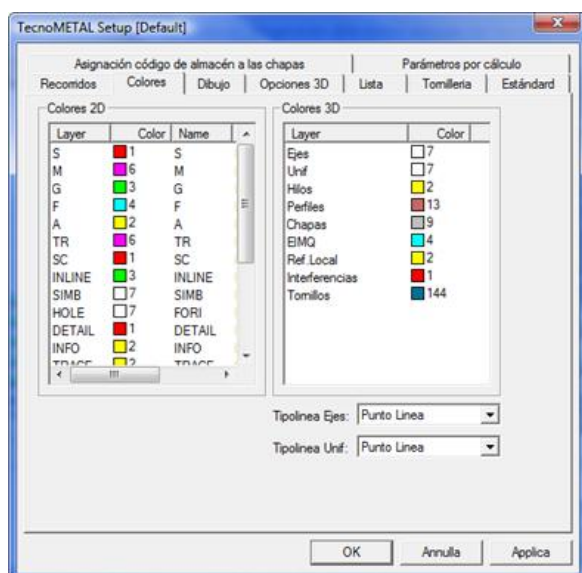 TecnoMETAL Setup [Default]
Asignación código de almacén a las chapas Parámetros por cálculo
Recorridos Colores Dibujo Opciones 3D Lista Tornilleria Estándard
Colores 2D Colores 3D
Layer Color Name
S 1 S
M 6 M
G 3 G
F 4 F
A 2 A
TR 6 TR
SC 1 SC
INLINE 3 INLINE
SIMB 7 SIMB
HOLE 7 FORI
DETAIL 1 DETAIL
INFO 2 INFO
TRACE 2 TRACE
Layer Color
Ejes 7
Unif 7
Hilos 2
Perfiles 13
Chapas 9
EIMQ 4
Ref.Local 2
Interferencias 1
Tornillos 144
Tipolinea Ejes: Punto Linea
Tipolinea Unif: Punto Linea
OK Annulla Applica